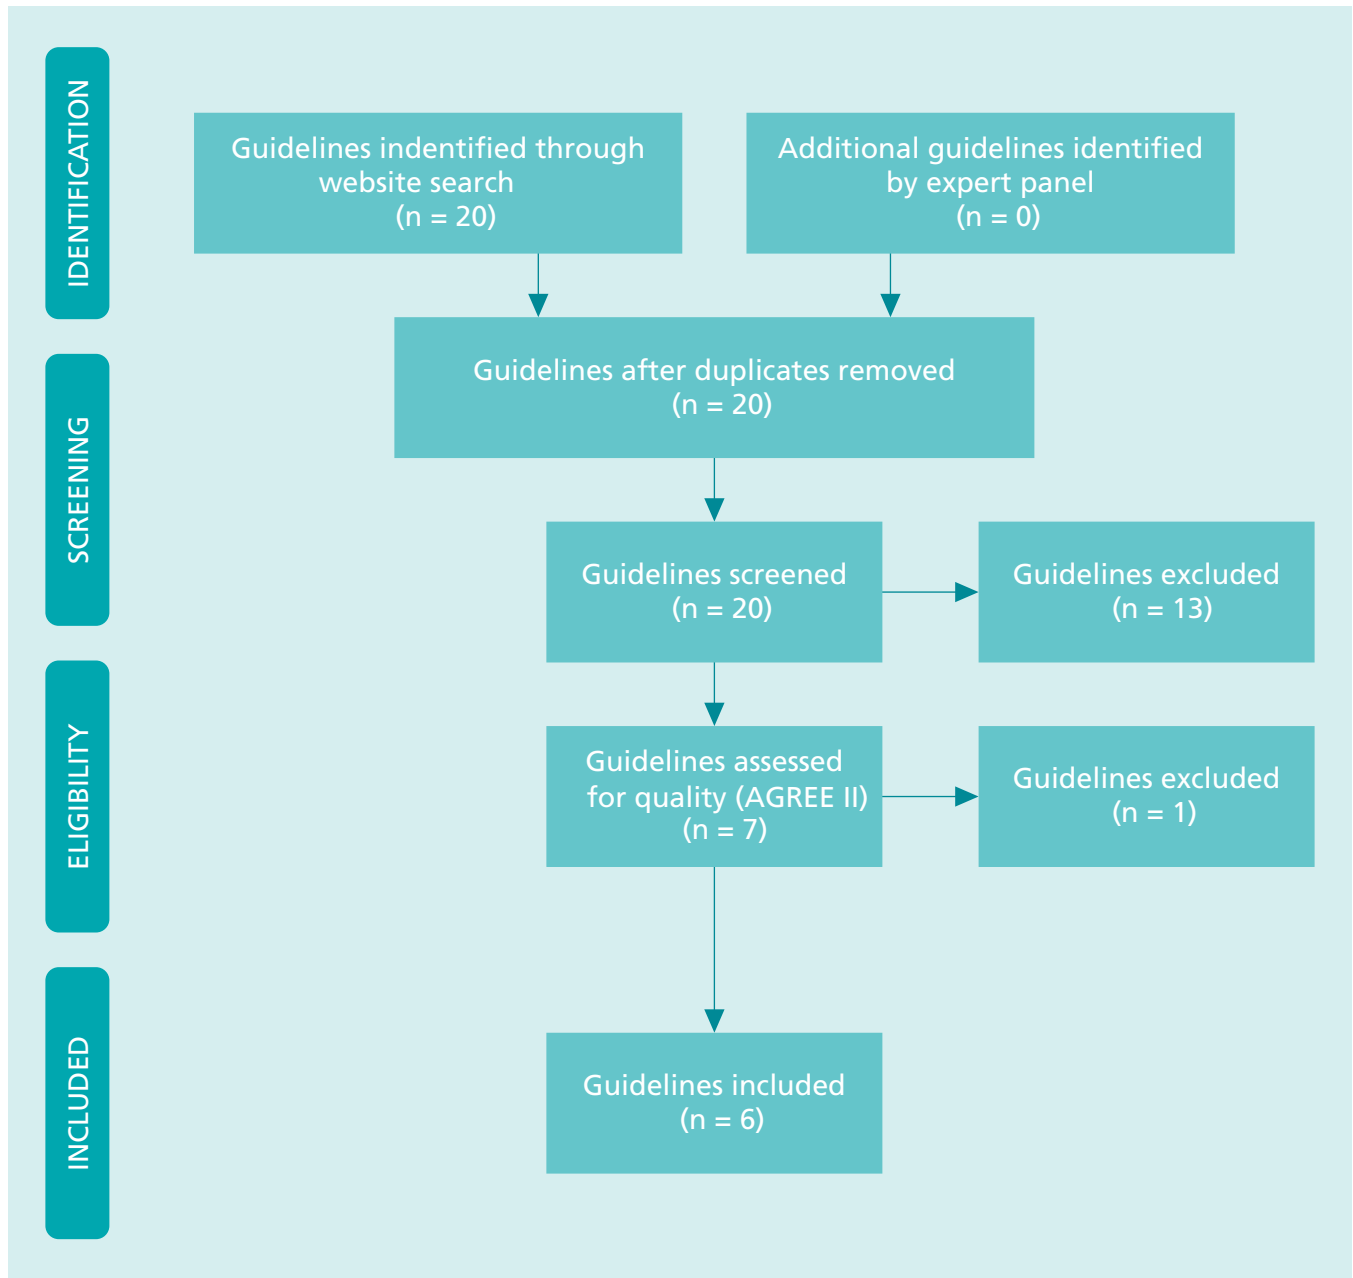 IDENTIFICATION
Guidelines indentified through
website search
(n = 20)
Additional guidelines identified
by expert panel
(n = 0)
SCREENING
Guidelines after duplicates removed
(n = 20)
Guidelines screened
(n = 20)
Guidelines excluded
(n = 13)
ELIGIBILITY
Guidelines assessed
for quality (AGREE II)
(n = 7)
Guidelines excluded
(n = 1)
INCLUDED
Guidelines included
(n = 6)